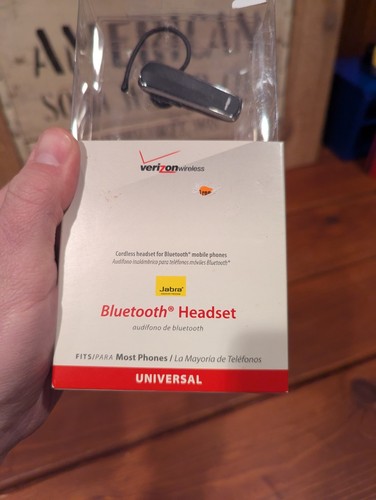 AMERICAN
verizonwireless
Cordless headset for Bluetooth® mobile phones
Audífono inalámbrico para teléfonos móviles Bluetooth®
Jabra
Bluetooth® Headset
audífono de bluetooth
FITS/PARA Most Phones / La Mayoría de Teléfonos
UNIVERSAL